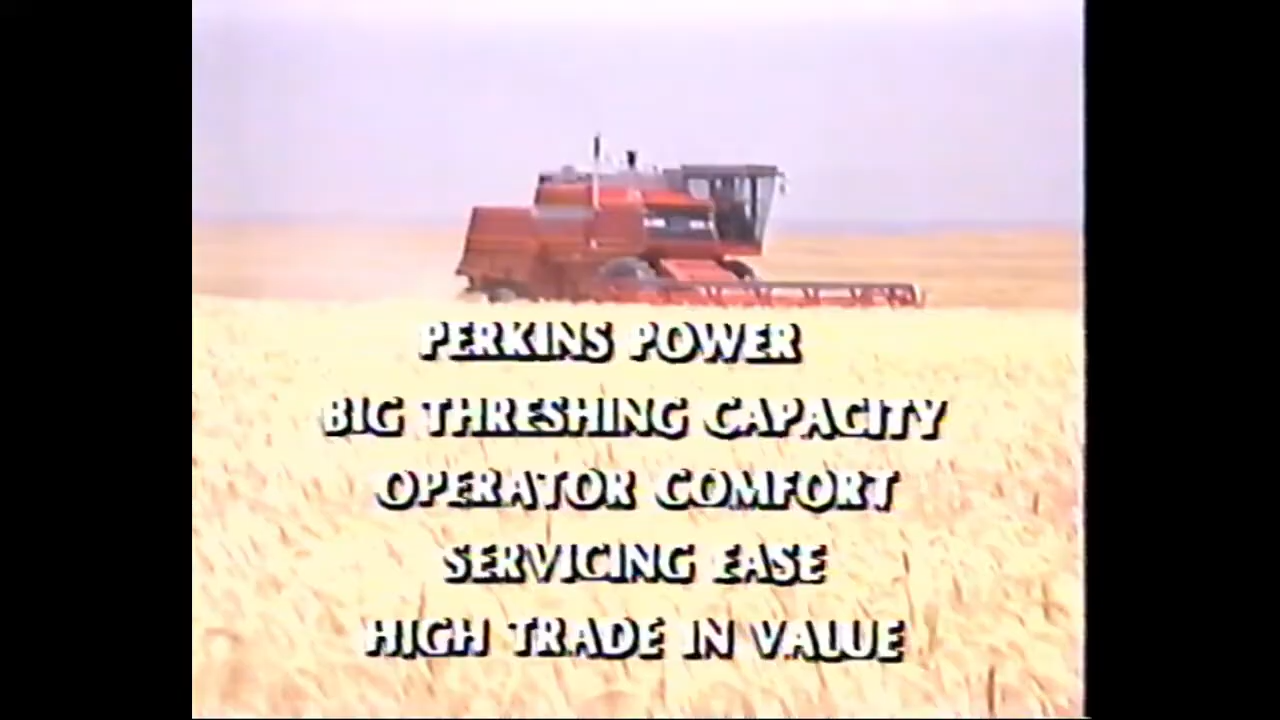 PERKINS POWER
BIG THRESHING CAPACITY
OPERATOR COMFORT
SERVICING EASE
HIGH TRADE IN VALUE